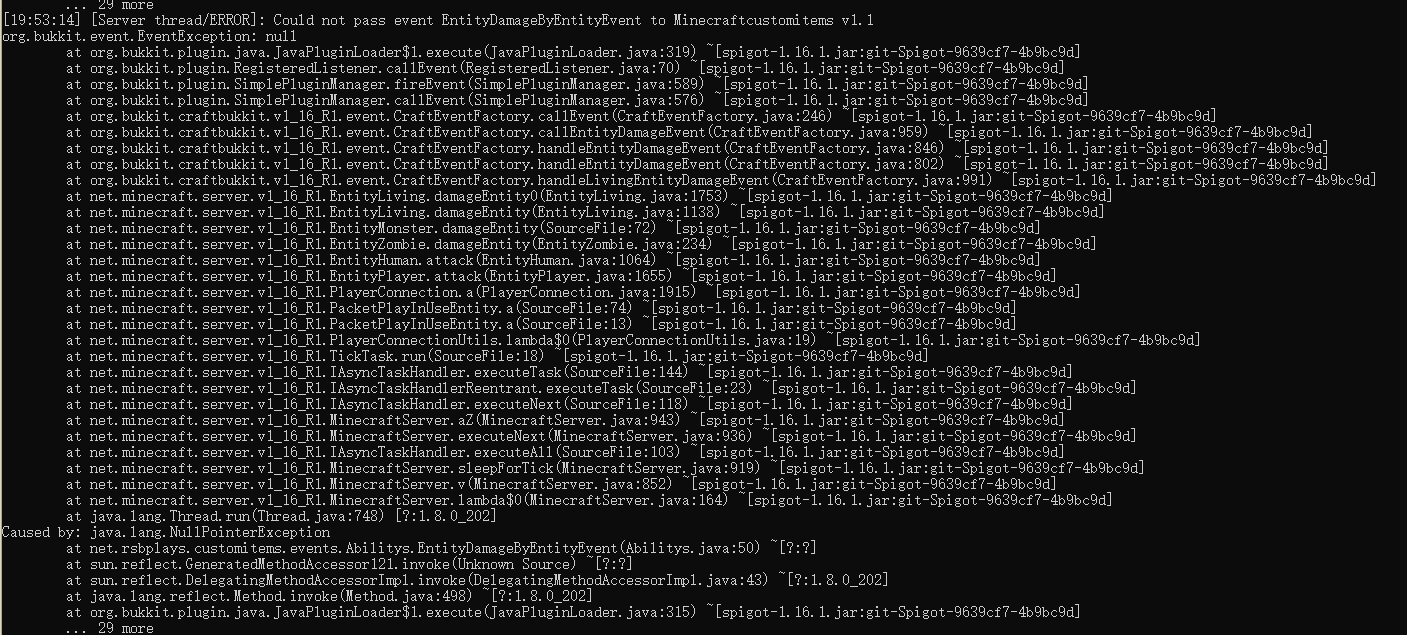 ... 29 more
[19:53:14] [Server thread/ERROR]: Could not pass event EntityDamageByEntityEvent to Minecraftcustomitems v1.1
org.bukkit.event.EventException: null
at org.bukkit.plugin.java.JavaPluginLoader$1.execute(JavaPluginLoader.java:319) ~[spigot-1.16.1.jar:git-Spigot-9639cf7-4b9bc9d]
at org.bukkit.plugin.RegisteredListener.callEvent(RegisteredListener.java:70) ~[spigot-1.16.1.jar:git-Spigot-9639cf7-4b9bc9d]
at org.bukkit.plugin.SimplePluginManager.fireEvent(SimplePluginManager.java:589) ~[spigot-1.16.1.jar:git-Spigot-9639cf7-4b9bc9d]
at org.bukkit.plugin.SimplePluginManager.callEvent(SimplePluginManager.java:576) ~[spigot-1.16.1.jar:git-Spigot-9639cf7-4b9bc9d]
at org.bukkit.craftbukkit.v1_16_R1.event.CraftEventFactory.callEvent(CraftEventFactory.java:246) ~[spigot-1.16.1.jar:git-Spigot-9639cf7-4b9bc9d]
at org.bukkit.craftbukkit.v1_16_R1.event.CraftEventFactory.callEntityDamageEvent(CraftEventFactory.java:959) ~[spigot-1.16.1.jar:git-Spigot-9639cf7-4b9bc9d]
at org.bukkit.craftbukkit.v1_16_R1.event.CraftEventFactory.handleEntityDamageEvent(CraftEventFactory.java:846) ~[spigot-1.16.1.jar:git-Spigot-9639cf7-4b9bc9d]
at org.bukkit.craftbukkit.v1_16_R1.event.CraftEventFactory.handleEntityDamageEvent(CraftEventFactory.java:802) ~[spigot-1.16.1.jar:git-Spigot-9639cf7-4b9bc9d]
at org.bukkit.craftbukkit.v1_16_R1.event.CraftEventFactory.handleLivingEntityDamageEvent(CraftEventFactory.java:991) ~[spigot-1.16.1.jar:git-Spigot-9639cf7-4b9bc9d]
at net.minecraft.server.v1_16_R1.EntityLiving.damageEntity0(EntityLiving.java:1753) ~[spigot-1.16.1.jar:git-Spigot-9639cf7-4b9bc9d]
at net.minecraft.server.v1_16_R1.EntityLiving.damageEntity(EntityLiving.java:1138) ~[spigot-1.16.1.jar:git-Spigot-9639cf7-4b9bc9d]
at net.minecraft.server.v1_16_R1.EntityMonster.damageEntity(SourceFile:72) ~[spigot-1.16.1.jar:git-Spigot-9639cf7-4b9bc9d]
at net.minecraft.server.v1_16_R1.EntityZombie.damageEntity(EntityZombie.java:234) ~[spigot-1.16.1.jar:git-Spigot-9639cf7-4b9bc9d]
at net.minecraft.server.v1_16_R1.EntityHuman.attack(EntityHuman.java:1064) ~[spigot-1.16.1.jar:git-Spigot-9639cf7-4b9bc9d]
at net.minecraft.server.v1_16_R1.EntityPlayer.attack(EntityPlayer.java:1655) ~[spigot-1.16.1.jar:git-Spigot-9639cf7-4b9bc9d]
at net.minecraft.server.v1_16_R1.PlayerConnection.a(PlayerConnection.java:1915) ~[spigot-1.16.1.jar:git-Spigot-9639cf7-4b9bc9d]
at net.minecraft.server.v1_16_R1.PacketPlayInUseEntity.a(SourceFile:74) ~[spigot-1.16.1.jar:git-Spigot-9639cf7-4b9bc9d]
at net.minecraft.server.v1_16_R1.PacketPlayInUseEntity.a(SourceFile:13) ~[spigot-1.16.1.jar:git-Spigot-9639cf7-4b9bc9d]
at net.minecraft.server.v1_16_R1.PlayerConnectionUtils.lambda$0(PlayerConnectionUtils.java:19) ~[spigot-1.16.1.jar:git-Spigot-9639cf7-4b9bc9d]
at net.minecraft.server.v1_16_R1.TickTask.run(SourceFile:18) ~[spigot-1.16.1.jar:git-Spigot-9639cf7-4b9bc9d]
at net.minecraft.server.v1_16_R1.IAsyncTaskHandler.executeTask(SourceFile:144) ~[spigot-1.16.1.jar:git-Spigot-9639cf7-4b9bc9d]
at net.minecraft.server.v1_16_R1.IAsyncTaskHandlerReentrant.executeTask(SourceFile:23) ~[spigot-1.16.1.jar:git-Spigot-9639cf7-4b9bc9d]
at net.minecraft.server.v1_16_R1.IAsyncTaskHandler.executeNext(SourceFile:118) ~[spigot-1.16.1.jar:git-Spigot-9639cf7-4b9bc9d]
at net.minecraft.server.v1_16_R1.MinecraftServer.aZ(MinecraftServer.java:943) ~[spigot-1.16.1.jar:git-Spigot-9639cf7-4b9bc9d]
at net.minecraft.server.v1_16_R1.MinecraftServer.executeNext(MinecraftServer.java:936) ~[spigot-1.16.1.jar:git-Spigot-9639cf7-4b9bc9d]
at net.minecraft.server.v1_16_R1.IAsyncTaskHandler.executeAll(SourceFile:103) ~[spigot-1.16.1.jar:git-Spigot-9639cf7-4b9bc9d]
at net.minecraft.server.v1_16_R1.MinecraftServer.sleepForTick(MinecraftServer.java:919) ~[spigot-1.16.1.jar:git-Spigot-9639cf7-4b9bc9d]
at net.minecraft.server.v1_16_R1.MinecraftServer.v(MinecraftServer.java:852) ~[spigot-1.16.1.jar:git-Spigot-9639cf7-4b9bc9d]
at net.minecraft.server.v1_16_R1.MinecraftServer.lambda$0(MinecraftServer.java:164) ~[spigot-1.16.1.jar:git-Spigot-9639cf7-4b9bc9d]
at java.lang.Thread.run(Thread.java:748) [?:1.8.0_202]
Caused by: java.lang.NullPointerException
at net.rsbplays.customitems.events.Abilitys.EntityDamageByEntityEvent(Abilitys.java:50) ~[?:?]
at sun.reflect.GeneratedMethodAccessor121.invoke(Unknown Source) ~[?:?]
at sun.reflect.DelegatingMethodAccessorImpl.invoke(DelegatingMethodAccessorImpl.java:43) ~[?:1.8.0_202]
at java.lang.reflect.Method.invoke(Method.java:498) ~[?:1.8.0_202]
at org.bukkit.plugin.java.JavaPluginLoader$1.execute(JavaPluginLoader.java:315) ~[spigot-1.16.1.jar:git-Spigot-9639cf7-4b9bc9d]
... 29 more